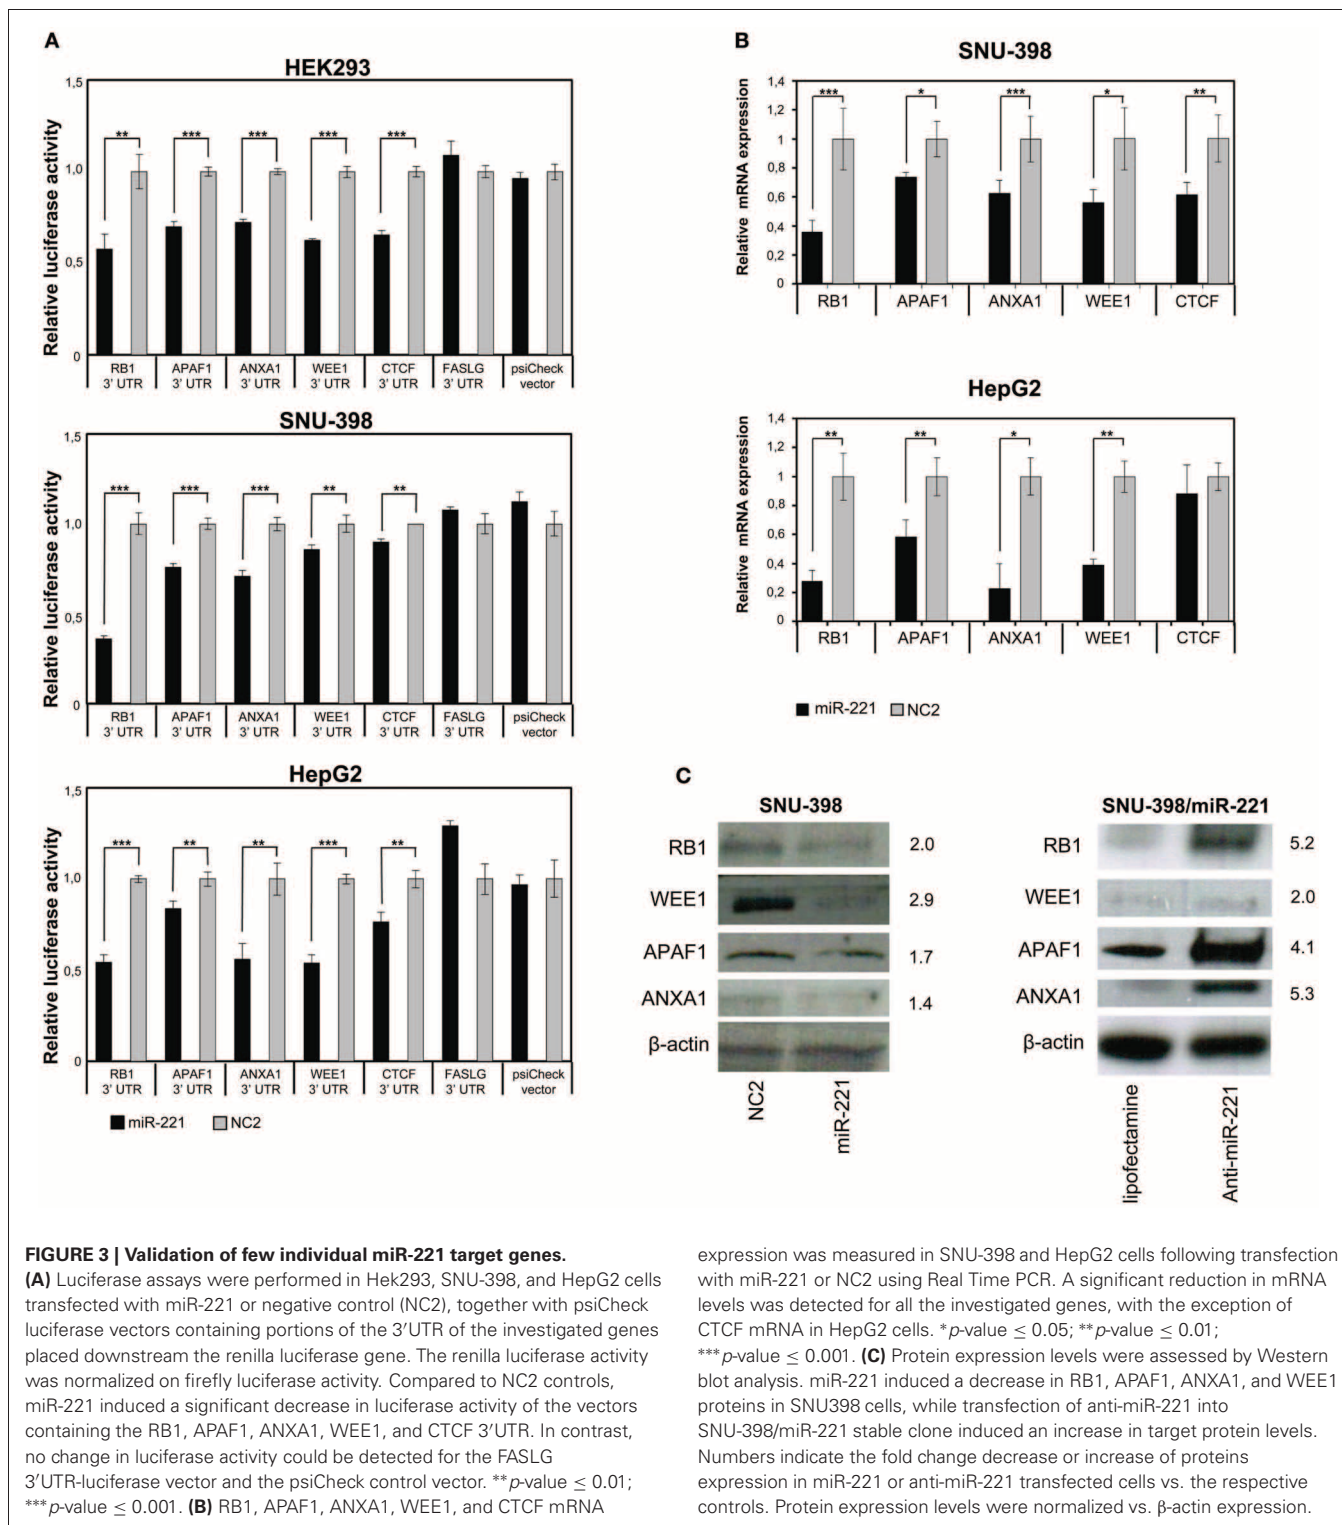 A
HEK293
Relative luciferase activity
1,5
1,0
0,5
0
** *** *** *** ***
RB1 APAF1 ANXA1 WEE1 CTCF FASLG psiCheck
3' UTR 3' UTR 3' UTR 3' UTR 3' UTR 3' UTR vector
SNU-398
Relative luciferase activity
1,5
1,0
0,5
0
*** *** *** ** **
RB1 APAF1 ANXA1 WEE1 CTCF FASLG psiCheck
3' UTR 3' UTR 3' UTR 3' UTR 3' UTR 3' UTR vector
HepG2
Relative luciferase activity
1,5
1,0
0,5
0
*** ** ** *** **
RB1 APAF1 ANXA1 WEE1 CTCF FASLG psiCheck
3' UTR 3' UTR 3' UTR 3' UTR 3' UTR 3' UTR vector
miR-221 NC2
B
SNU-398
Relative mRNA expression
1,4
1,2
1
0,8
0,6
0,4
0,2
0
*** * *** * **
RB1 APAF1 ANXA1 WEE1 CTCF
HepG2
Relative mRNA expression
1,4
1,2
1
0,8
0,6
0,4
0,2
0
** ** * **
RB1 APAF1 ANXA1 WEE1 CTCF
miR-221 NC2
C
SNU-398
RB1 2.0
WEE1 2.9
APAF1 1.7
ANXA1 1.4
β-actin
NC2
miR-221
SNU-398/miR-221
RB1 5.2
WEE1 2.0
APAF1 4.1
ANXA1 5.3
β-actin
lipofectamine
Anti-miR-221
FIGURE 3 | Validation of few individual miR-221 target genes.
(A) Luciferase assays were performed in Hek293, SNU-398, and HepG2 cells
transfected with miR-221 or negative control (NC2), together with psiCheck
luciferase vectors containing portions of the 3′UTR of the investigated genes
placed downstream the renilla luciferase gene. The renilla luciferase activity
was normalized on firefly luciferase activity. Compared to NC2 controls,
miR-221 induced a significant decrease in luciferase activity of the vectors
containing the RB1, APAF1, ANXA1, WEE1, and CTCF 3′UTR. In contrast,
no change in luciferase activity could be detected for the FASLG
3′UTR-luciferase vector and the psiCheck control vector. **p-value ≤ 0.01;
***p-value ≤ 0.001. (B) RB1, APAF1, ANXA1, WEE1, and CTCF mRNA
expression was measured in SNU-398 and HepG2 cells following transfection
with miR-221 or NC2 using Real Time PCR. A significant reduction in mRNA
levels was detected for all the investigated genes, with the exception of
CTCF mRNA in HepG2 cells. *p-value ≤ 0.05; **p-value ≤ 0.01;
***p-value ≤ 0.001. (C) Protein expression levels were assessed by Western
blot analysis. miR-221 induced a decrease in RB1, APAF1, ANXA1, and WEE1
proteins in SNU398 cells, while transfection of anti-miR-221 into
SNU-398/miR-221 stable clone induced an increase in target protein levels.
Numbers indicate the fold change decrease or increase of proteins
expression in miR-221 or anti-miR-221 transfected cells vs. the respective
controls. Protein expression levels were normalized vs. β-actin expression.